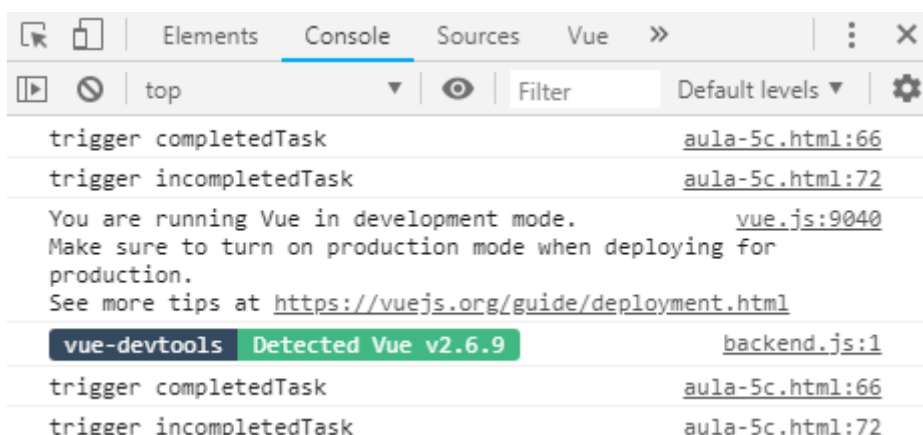 Elements Console Sources Vue »
top Filter Default levels
trigger completedTask aula-5c.html:66
trigger incompletedTask aula-5c.html:72
You are running Vue in development mode. vue.js:9040
Make sure to turn on production mode when deploying for
production.
See more tips at https://vuejs.org/guide/deployment.html
vue-devtools Detected Vue v2.6.9 backend.js:1
trigger completedTask aula-5c.html:66
trigger incompletedTask aula-5c.html:72